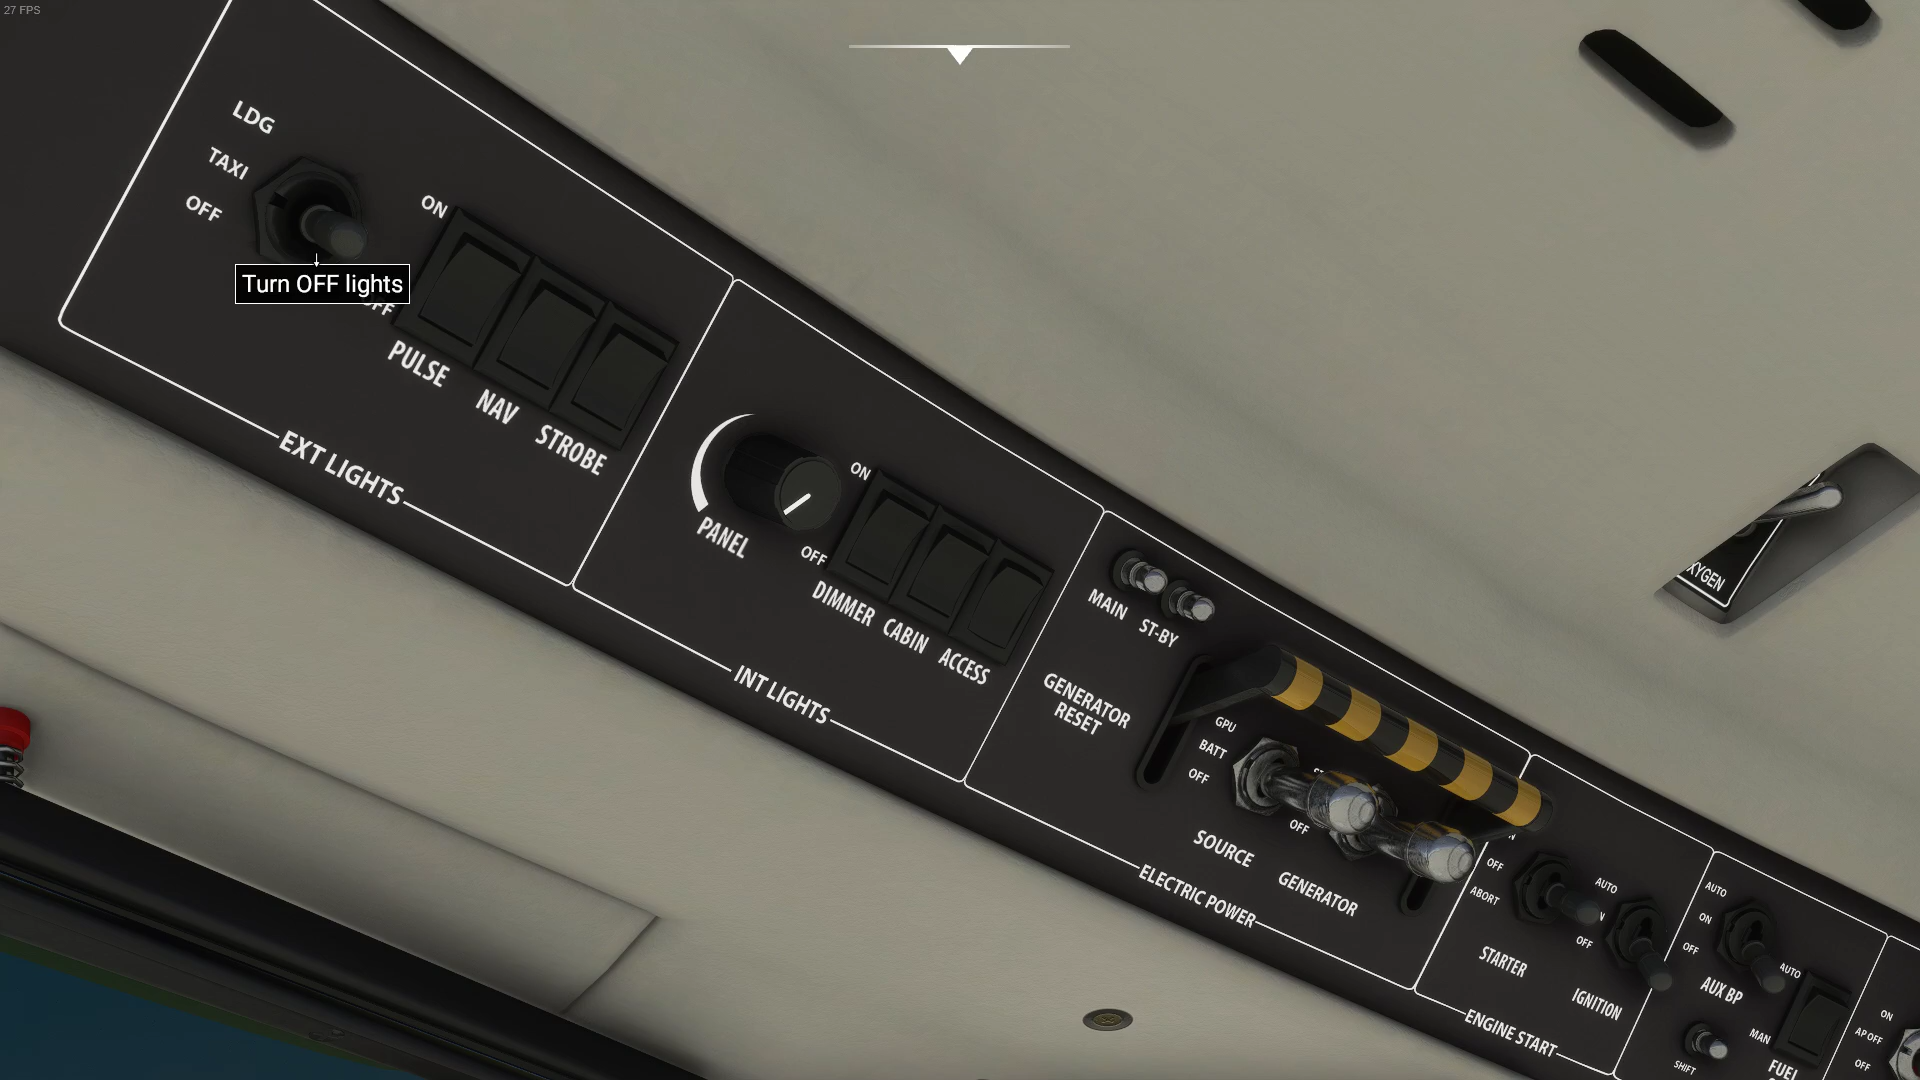 27 FPS
LDG
TAXI
OFF
Turn OFF lights
ON
PULSE
NAV
STROBE
EXT LIGHTS
PANEL
ON
OFF
DIMMER
CABIN
ACCESS
INT LIGHTS
MAIN
ST-BY
GENERATOR
RESET
GPU
BATT
OFF
OFF
SOURCE
GENERATOR
ELECTRIC POWER
OFF
ABORT
STARTER
AUTO
OFF
IGNITION
ENGINE START
AUTO
ON
OFF
AUX BP
AUTO
MAN
SHIFT
FUEL
ON
AP OFF
OFF